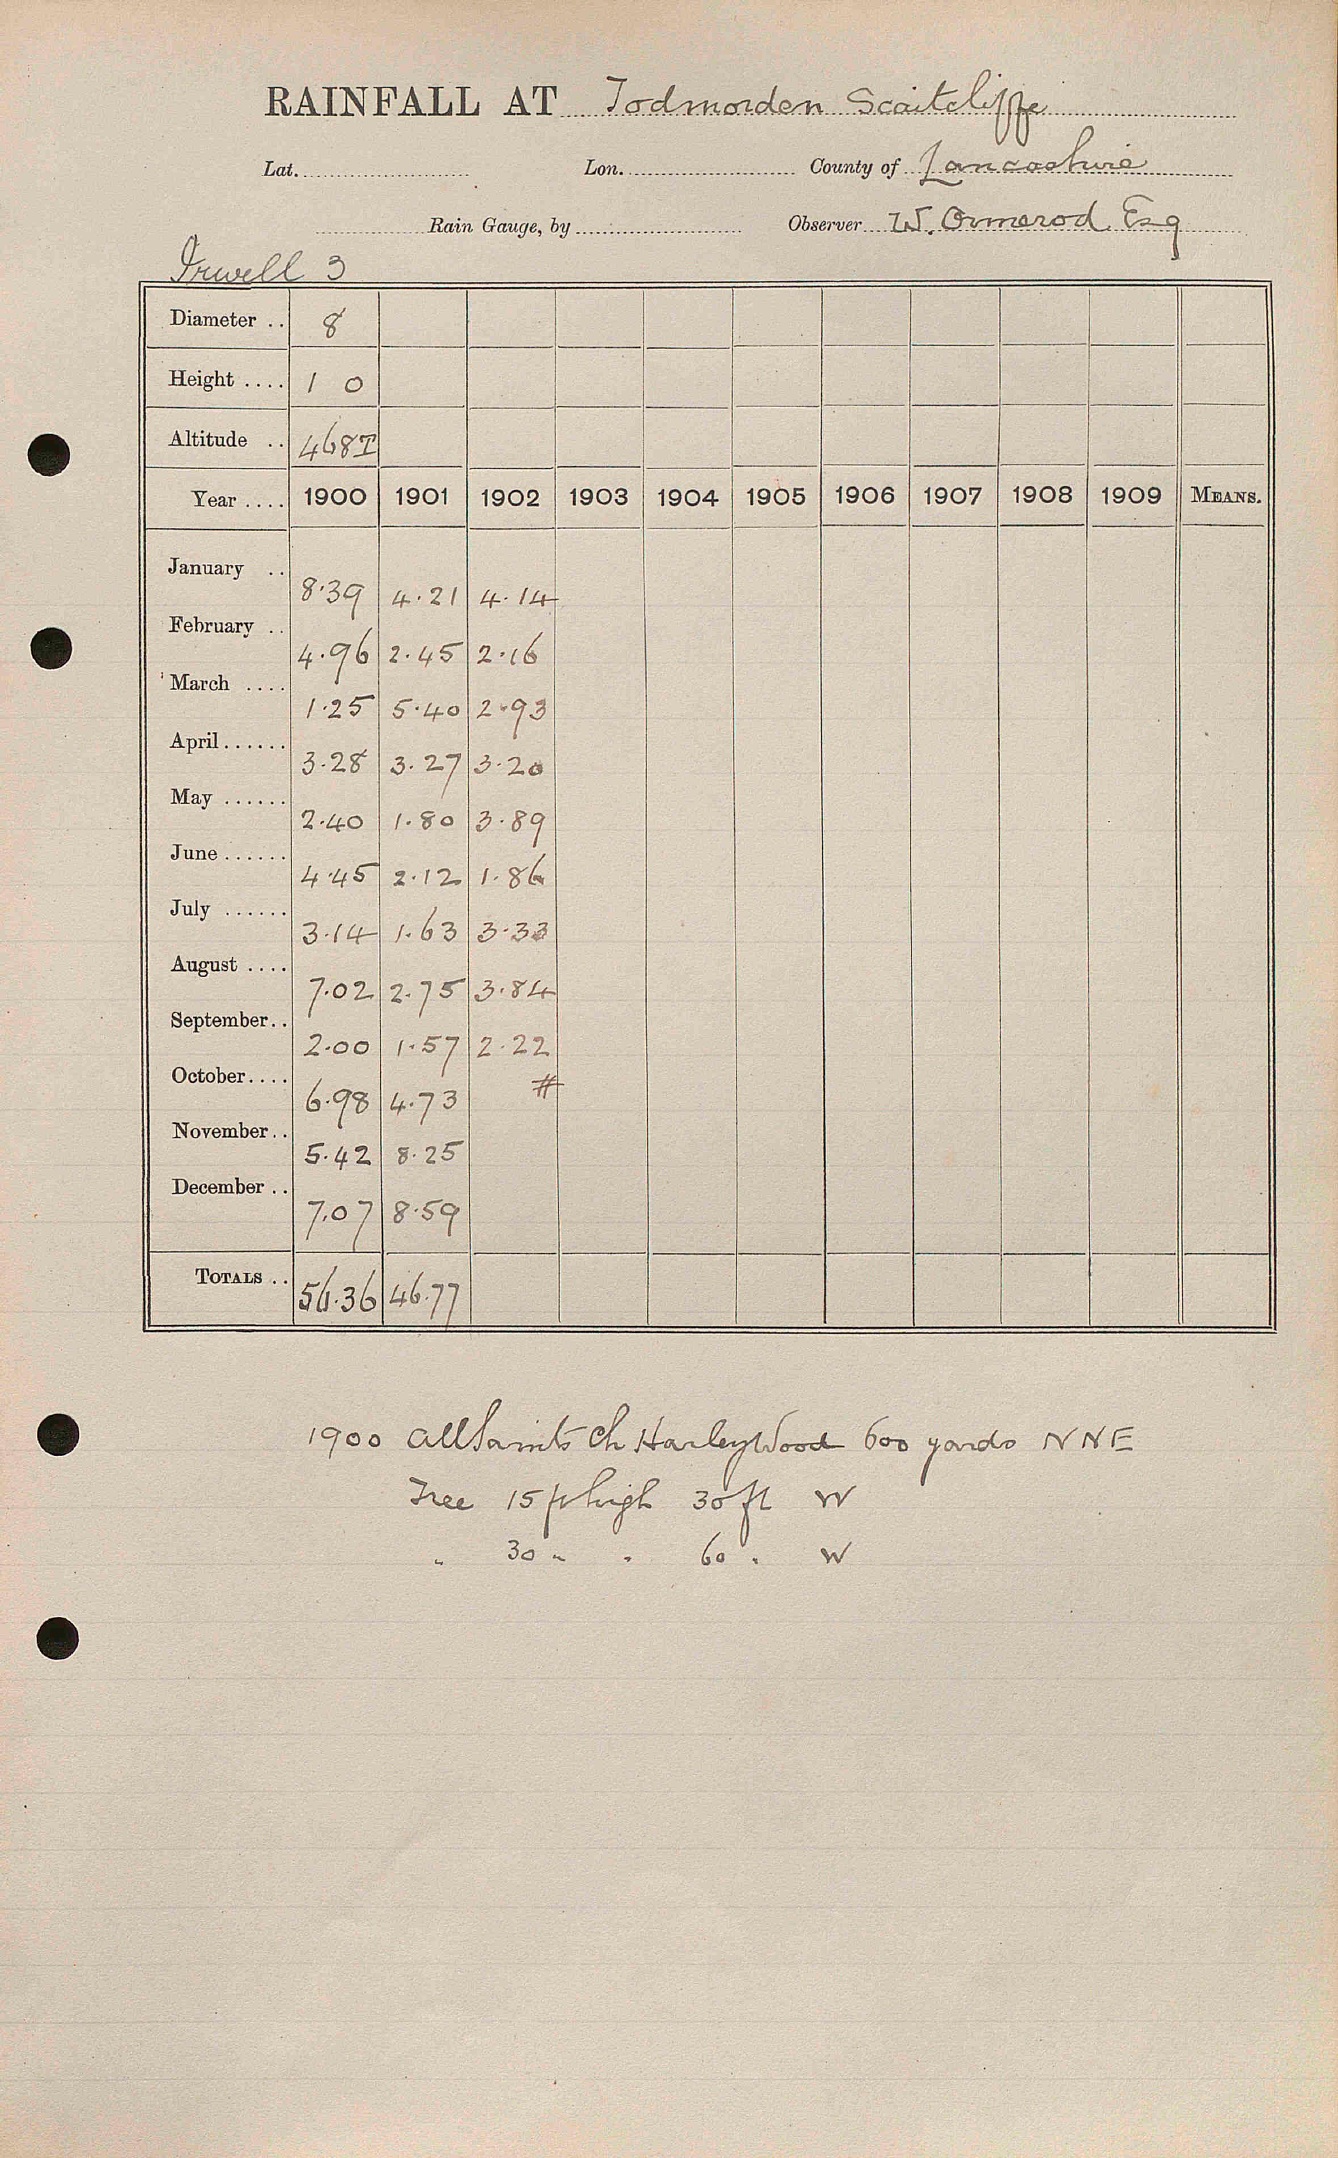 RAINFALL AT Todmorden Scaitcliffe
Lat. Lon. County of Lancashire
Rain Gauge, by Observer W. Ormerod Esq
Irwell 3
Diameter .. 8
Height .... 1 0
Altitude .. 468T
Year .... 1900 1901 1902 1903 1904 1905 1906 1907 1908 1909 MEANS.
January .. 8.39 4.21 4.14
February .. 4.96 2.45 2.16
March .... 1.25 5.40 2.93
April ...... 3.28 3.27 3.20
May ...... 2.40 1.80 3.89
June ...... 4.45 2.12 1.86
July ...... 3.14 1.63 3.33
August .... 7.02 2.75 3.84
September.. 2.00 1.57 2.22
October.... 6.98 4.73 #
November.. 5.42 8.25
December .. 7.07 8.59
TOTALS .. 56.36 46.77
1900 All Saints Ch Harley Wood 600 yards NNE
Tree 15 ft high 30 ft W
" 30 " " 60 " W